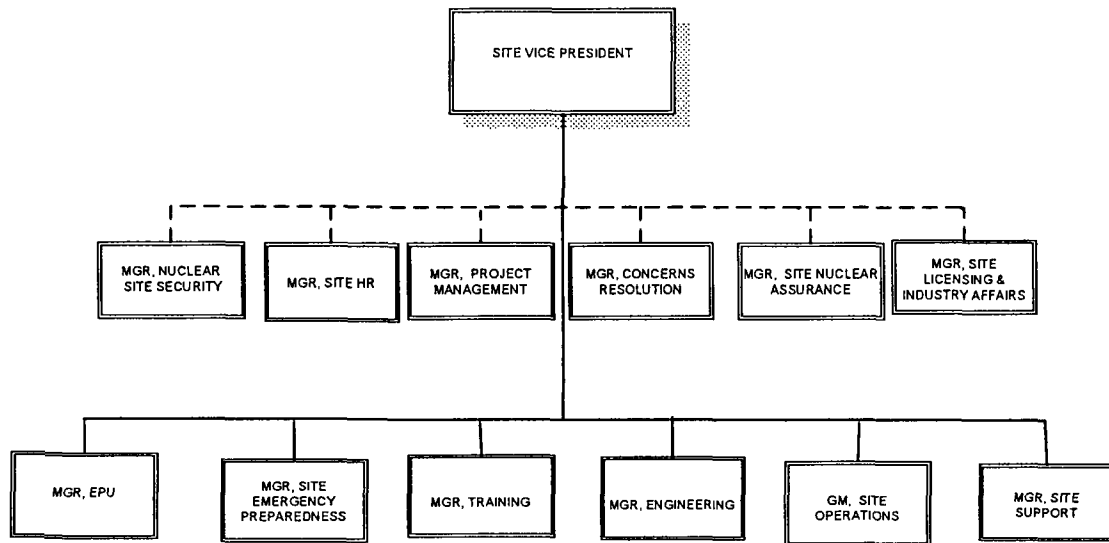 SITE VICE PRESIDENT
MGR, NUCLEAR
SITE SECURITY
MGR, SITE HR
MGR, PROJECT
MANAGEMENT
MGR, CONCERNS
RESOLUTION
MGR, SITE NUCLEAR
ASSURANCE
MGR, SITE
LICENSING &
INDUSTRY AFFAIRS
MGR, EPU
MGR, SITE
EMERGENCY
PREPAREDNESS
MGR, TRAINING
MGR, ENGINEERING
GM, SITE
OPERATIONS
MGR, SITE
SUPPORT